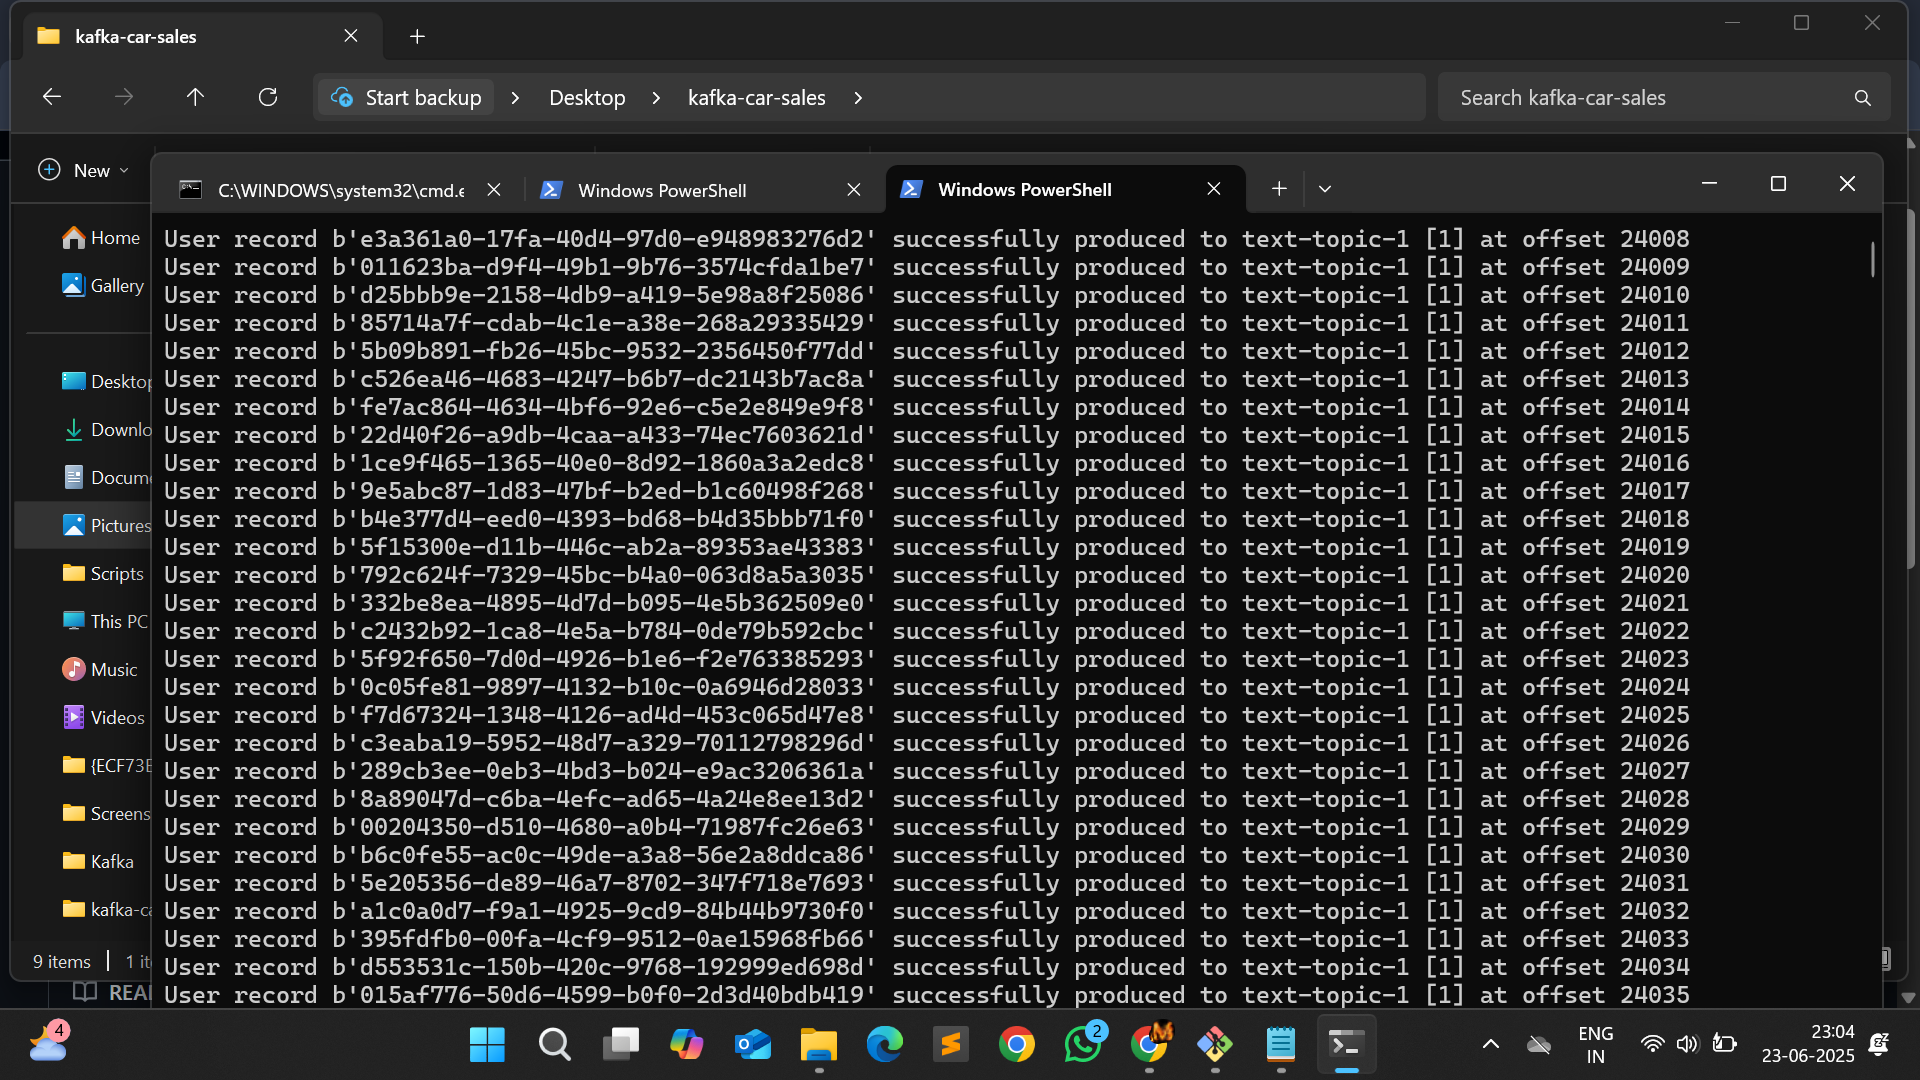 kafka-car-sales
Start backup
Desktop
kafka-car-sales
Search kafka-car-sales
New
C:\WINDOWS\system32\cmd.e
Windows PowerShell
Windows PowerShell
Home
Gallery
Desktop
Downlo
Docume
Pictures
Scripts
This PC
Music
Videos
{ECF73E
Screens
Kafka
kafka-ca
9 items
1 it
REA
User record b'e3a361a0-17fa-40d4-97d0-e948983276d2' successfully produced to text-topic-1 [1] at offset 24008
User record b'011623ba-d9f4-49b1-9b76-3574cfda1be7' successfully produced to text-topic-1 [1] at offset 24009
User record b'd25bbb9e-2158-4db9-a419-5e98a8f25086' successfully produced to text-topic-1 [1] at offset 24010
User record b'85714a7f-cdab-4c1e-a38e-268a29335429' successfully produced to text-topic-1 [1] at offset 24011
User record b'5b09b891-fb26-45bc-9532-2356450f77dd' successfully produced to text-topic-1 [1] at offset 24012
User record b'c526ea46-4683-4247-b6b7-dc2143b7ac8a' successfully produced to text-topic-1 [1] at offset 24013
User record b'fe7ac864-4634-4bf6-92e6-c5e2e849e9f8' successfully produced to text-topic-1 [1] at offset 24014
User record b'22d40f26-a9db-4caa-a433-74ec7603621d' successfully produced to text-topic-1 [1] at offset 24015
User record b'1ce9f465-1365-40e0-8d92-1860a3a2edc8' successfully produced to text-topic-1 [1] at offset 24016
User record b'9e5abc87-1d83-47bf-b2ed-b1c60498f268' successfully produced to text-topic-1 [1] at offset 24017
User record b'b4e377d4-eed0-4393-bd68-b4d35bbb71f0' successfully produced to text-topic-1 [1] at offset 24018
User record b'5f15300e-d11b-446c-ab2a-89353ae43383' successfully produced to text-topic-1 [1] at offset 24019
User record b'792c624f-7329-45bc-b4a0-063d8a5a3035' successfully produced to text-topic-1 [1] at offset 24020
User record b'332be8ea-4895-4d7d-b095-4e5b362509e0' successfully produced to text-topic-1 [1] at offset 24021
User record b'c2432b92-1ca8-4e5a-b784-0de79b592cbc' successfully produced to text-topic-1 [1] at offset 24022
User record b'5f92f650-7d0d-4926-b1e6-f2e763385293' successfully produced to text-topic-1 [1] at offset 24023
User record b'0c05fe81-9897-4132-b10c-0a6946d28033' successfully produced to text-topic-1 [1] at offset 24024
User record b'f7d67324-1348-4126-ad4d-453c065d47e8' successfully produced to text-topic-1 [1] at offset 24025
User record b'c3eaba19-5952-48d7-a329-70112798296d' successfully produced to text-topic-1 [1] at offset 24026
User record b'289cb3ee-0eb3-4bd3-b024-e9ac3206361a' successfully produced to text-topic-1 [1] at offset 24027
User record b'8a89047d-c6ba-4efc-ad65-4a24e8ee13d2' successfully produced to text-topic-1 [1] at offset 24028
User record b'00204350-d510-4680-a0b4-71987fc26e63' successfully produced to text-topic-1 [1] at offset 24029
User record b'b6c0fe55-ac0c-49de-a3a8-56e2a8ddca86' successfully produced to text-topic-1 [1] at offset 24030
User record b'5e205356-de89-46a7-8702-347f718e7693' successfully produced to text-topic-1 [1] at offset 24031
User record b'a1c0a0d7-f9a1-4925-9cd9-84b44b9730f0' successfully produced to text-topic-1 [1] at offset 24032
User record b'395fdfb0-00fa-4cf9-9512-0ae15968fb66' successfully produced to text-topic-1 [1] at offset 24033
User record b'd553531c-150b-420c-9768-192999ed698d' successfully produced to text-topic-1 [1] at offset 24034
User record b'015af776-50d6-4599-b0f0-2d3d40bdb419' successfully produced to text-topic-1 [1] at offset 24035
4
2
ENG
IN
23:04
23-06-2025